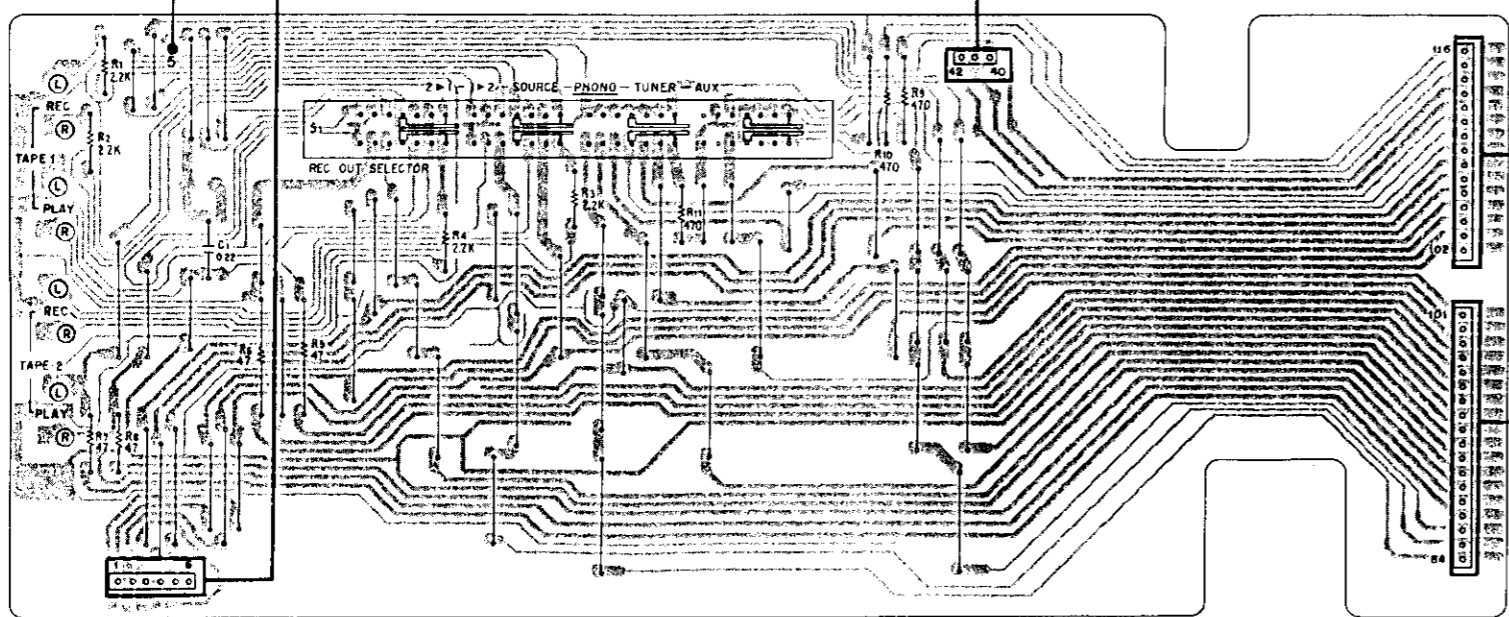 5
R1
2.2K
L
REC
R
R2
2.2K
TAPE 1
L
PLAY
R
C1
0.22
L
REC
R
TAPE 2
L
PLAY
R
R7
47
R8
47
R6
47
R5
47
1
6
2 ▶ 1 – 1 ▶ 2 – SOURCE – PHONO – TUNER – AUX
S1
REC OUT SELECTOR
R4
2.2K
R3
2.2K
R11
470
R10
470
R9
470
42 40
116
102
101
84